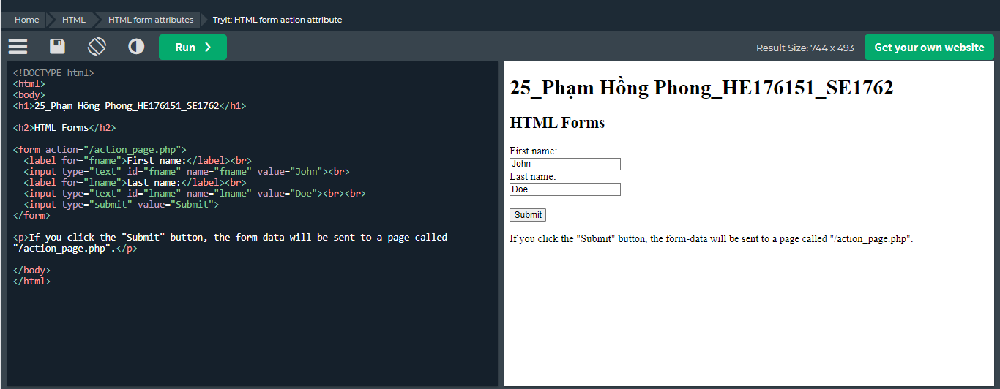 Home HTML HTML form attributes Tryit: HTML form action attribute
Run ❯ Result Size: 744 x 493 Get your own website
<!DOCTYPE html>
<html>
<body>
<h1>25_Phạm Hồng Phong_HE176151_SE1762</h1>
<h2>HTML Forms</h2>
<form action="/action_page.php">
<label for="fname">First name:</label><br>
<input type="text" id="fname" name="fname" value="John"><br>
<label for="lname">Last name:</label><br>
<input type="text" id="lname" name="lname" value="Doe"><br><br>
<input type="submit" value="Submit">
</form>
<p>If you click the "Submit" button, the form-data will be sent to a page called
"/action_page.php".</p>
</body>
</html>
25_Phạm Hồng Phong_HE176151_SE1762
HTML Forms
First name:
John
Last name:
Doe
Submit
If you click the "Submit" button, the form-data will be sent to a page called "/action_page.php".